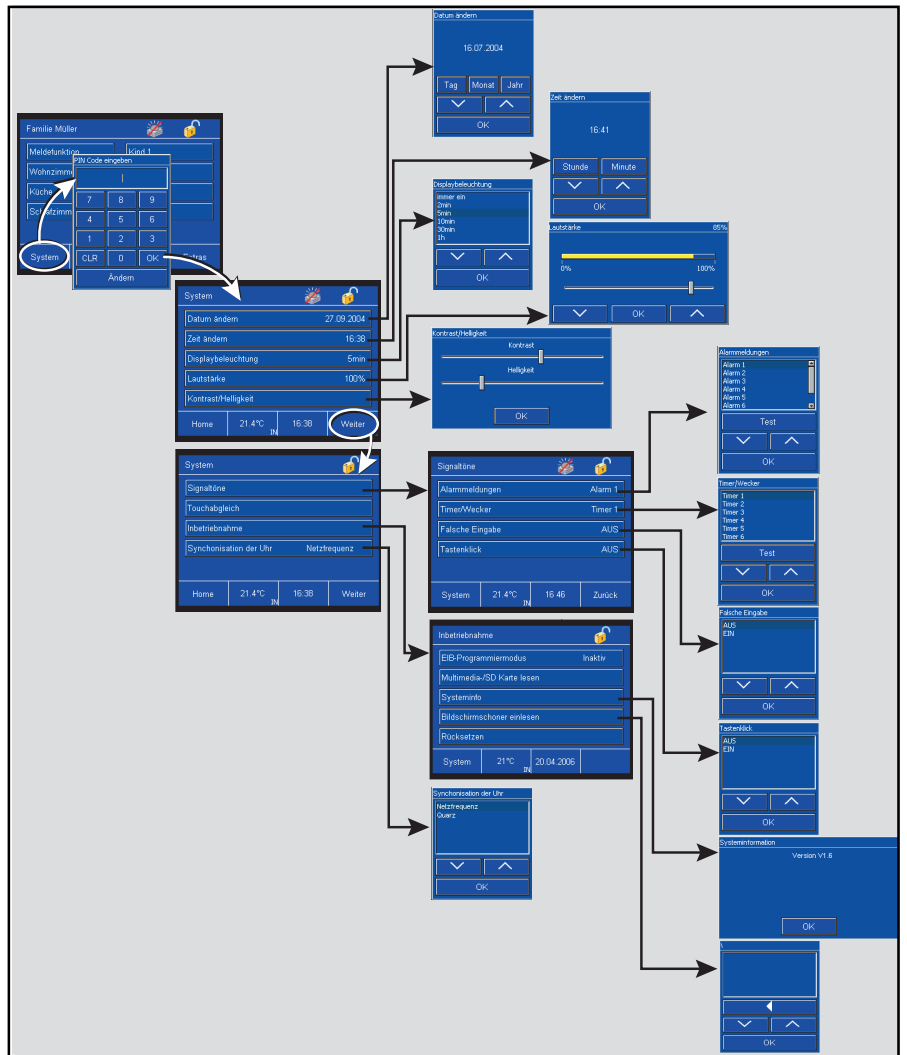 Datum ändern
16.07.2004
Tag Monat Jahr
OK
Zeit ändern
16:41
Stunde Minute
OK
Familie Müller
Meldefunktion Kind 1
Küche
System
PIN Code eingeben
7 8 9
4 5 6
1 2 3
CLR 0 OK
Ändern
Displaybeleuchtung
immer ein
2min
5min
10min
30min
1h
OK
Lautstärke 85%
0% 100%
OK
System
Datum ändern 27.09.2004
Zeit ändern 16:38
Displaybeleuchtung 5min
Lautstärke 100%
Kontrast/Helligkeit
Home 21.4°C IN 16:38 Weiter
Kontrast/Helligkeit
Kontrast
Helligkeit
OK
Alarmmeldungen
Alarm 1
Alarm 2
Alarm 3
Alarm 4
Alarm 5
Alarm 6
Test
OK
System
Signaltöne
Touchabgleich
Inbetriebnahme
Synchonisation der Uhr Netzfrequenz
Home 21.4°C IN 16:38 Weiter
Signaltöne
Alarmmeldungen Alarm 1
Timer/Wecker Timer 1
Falsche Eingabe AUS
Tastenklick AUS
System 21.4°C IN 16 46 Zurück
Timer/Wecker
Timer 1
Timer 2
Timer 3
Timer 4
Timer 5
Timer 6
Test
OK
Falsche Eingabe
AUS
EIN
OK
Inbetriebnahme
EIB-Programmiermodus Inaktiv
Multimedia-/SD Karte lesen
Systeminfo
Bildschirmschoner einlesen
Rücksetzen
System 21°C IN 20.04.2006
Tastenklick
AUS
EIN
OK
Synchonisation der Uhr
Netzfrequenz
Quarz
OK
Systeminformation
Version V1.6
OK
\
OK